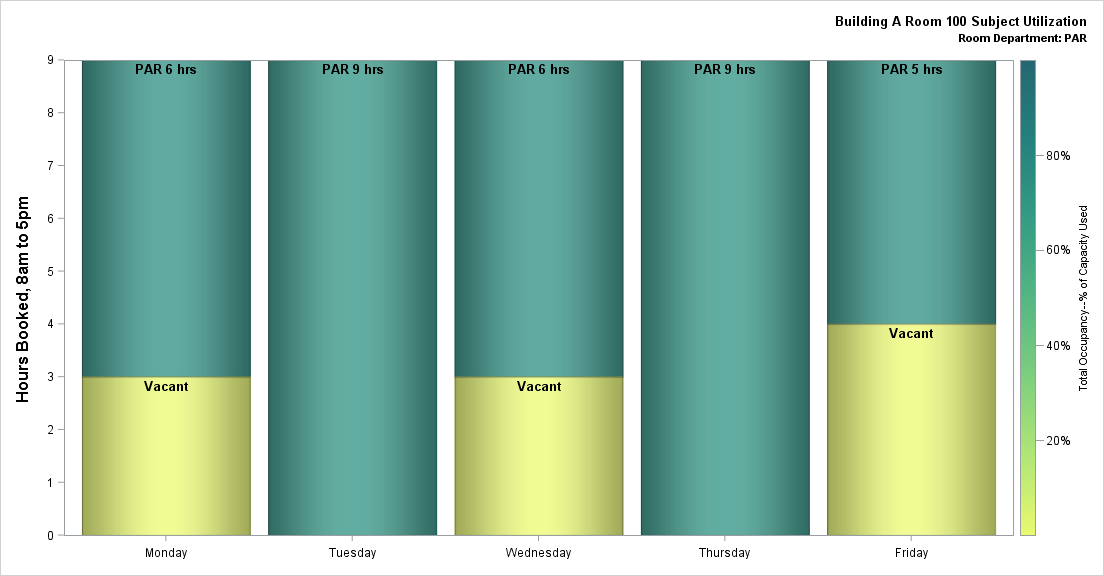 Building A Room 100 Subject Utilization
Room Department: PAR
Hours Booked, 8am to 5pm
9
8
7
6
5
4
3
2
1
0
PAR 6 hrs
PAR 9 hrs
PAR 6 hrs
PAR 9 hrs
PAR 5 hrs
Vacant
Vacant
Vacant
Monday
Tuesday
Wednesday
Thursday
Friday
80%
60%
40%
20%
Total Occupancy--% of Capacity Used